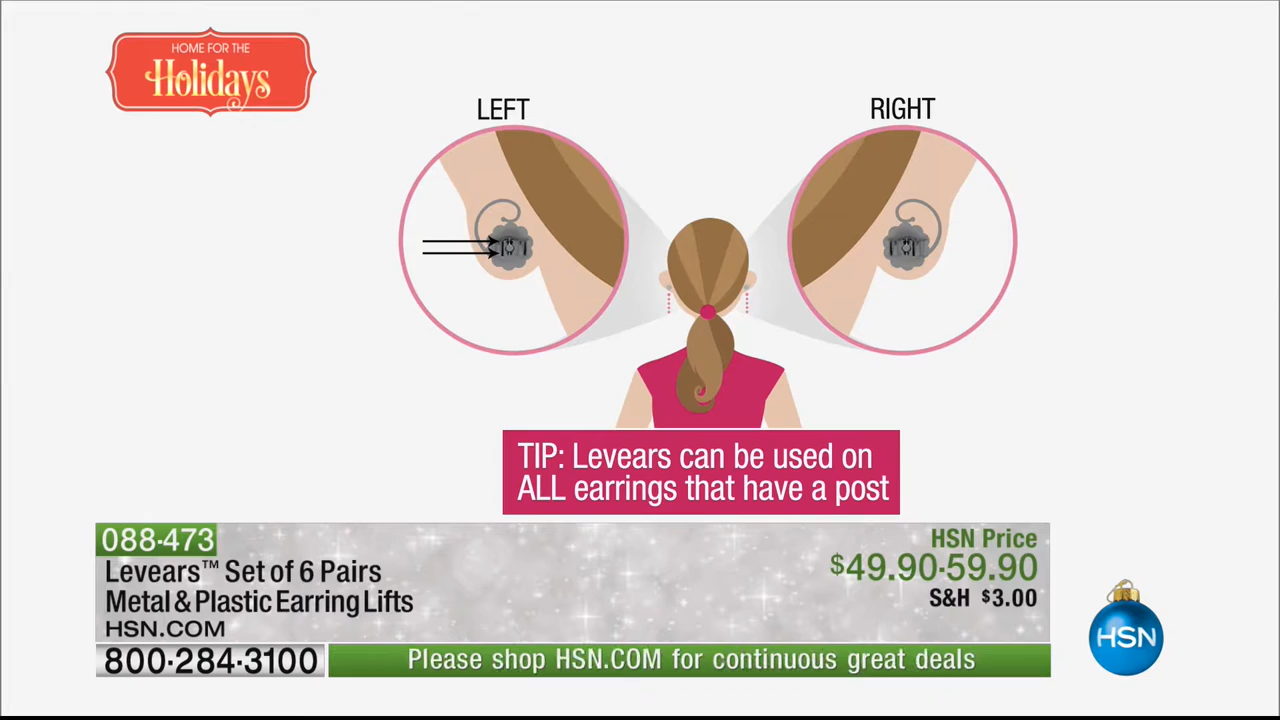 HOME FOR THE
Holidays
LEFT
RIGHT
TIP: Levears can be used on
ALL earrings that have a post
088-473
Levears™ Set of 6 Pairs
Metal & Plastic Earring Lifts
HSN.COM
HSN Price
$49.90-59.90
S&H $3.00
HSN
800·284·3100
Please shop HSN.COM for continuous great deals